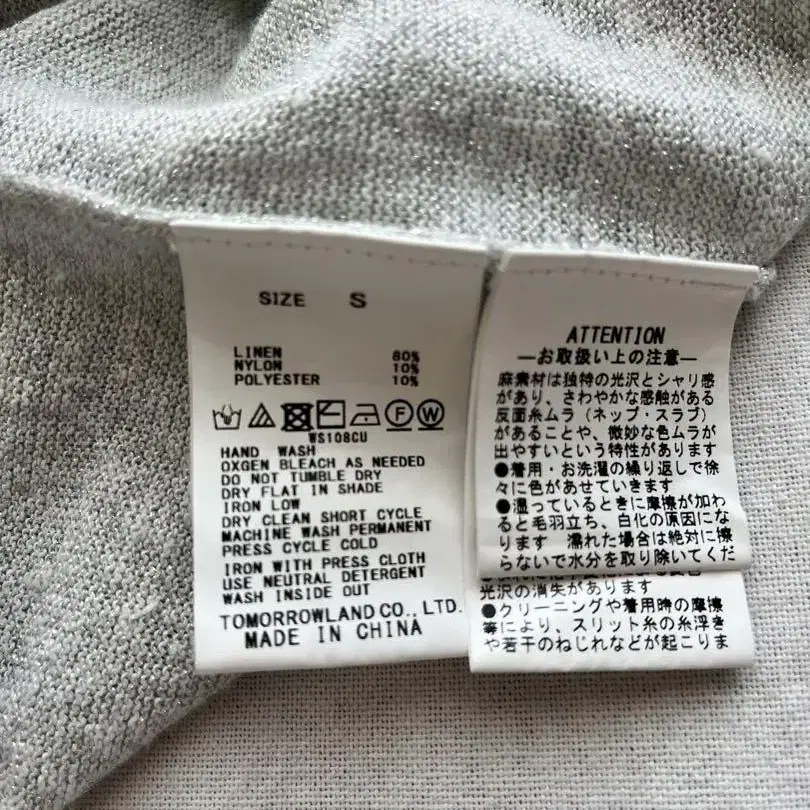 SIZE S
LINEN 80%
NYLON 10%
POLYESTER 10%
F W
WS108CU
HAND WASH
OXGEN BLEACH AS NEEDED
DO NOT TUMBLE DRY
DRY FLAT IN SHADE
IRON LOW
DRY CLEAN SHORT CYCLE
MACHINE WASH PERMANENT
PRESS CYCLE COLD
IRON WITH PRESS CLOTH
USE NEUTRAL DETERGENT
WASH INSIDE OUT
TOMORROWLAND CO., LTD.
MADE IN CHINA
ATTENTION
—お取扱い上の注意—
麻素材は独特の光沢とシャリ感
があり、さわやかな感触がある
反面糸ムラ(ネップ・スラブ)
があることや、微妙な色ムラが
出やすいという特性があります
●着用・お洗濯の繰り返しで徐
々に色があせていきます
●湿っているときに摩擦が加わ
ると毛羽立ち、白化の原因にな
ります 濡れた場合は絶対に擦
らないで水分を取り除いてくだ
光沢の消失があります
●クリーニングや着用時の摩擦
等により、スリット糸の糸浮き
や若干のねじれなどが起こりま